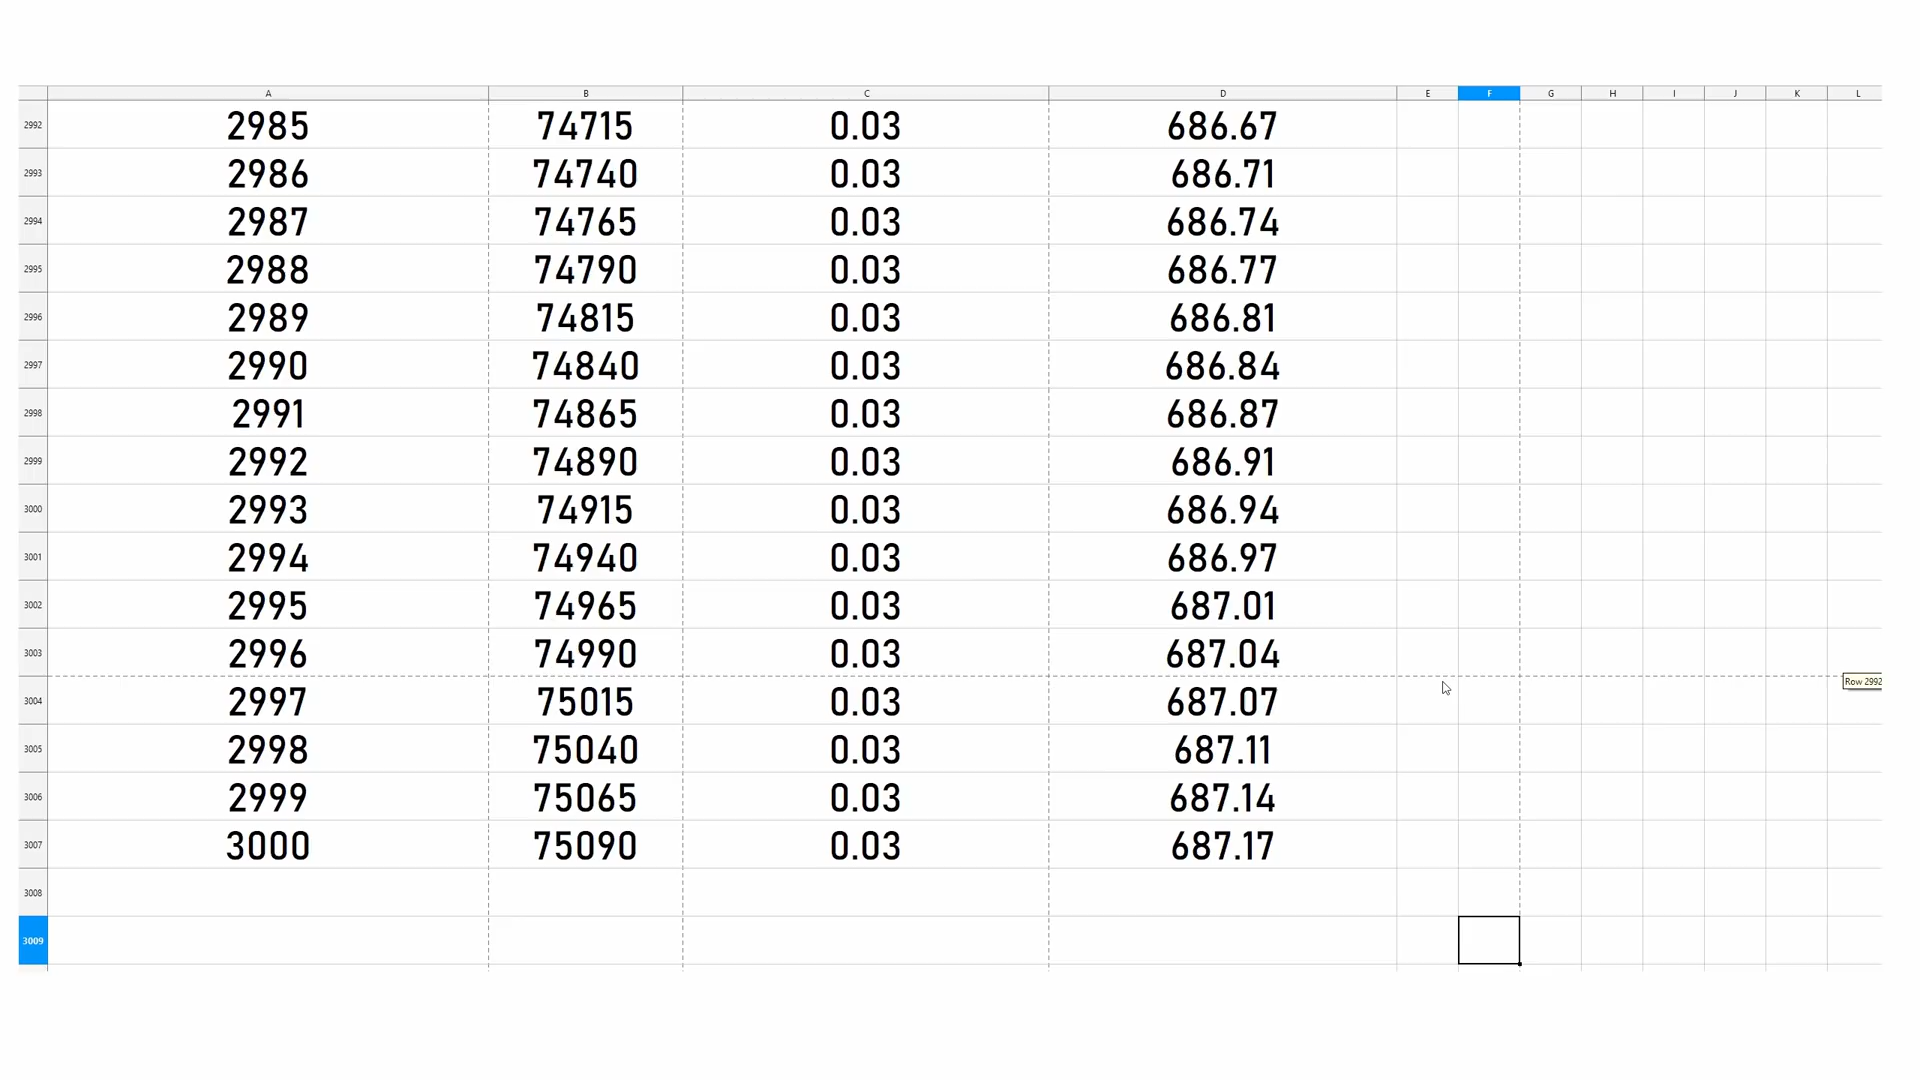 A B C D E F G H I J K L
2992 2985 74715 0.03 686.67
2993 2986 74740 0.03 686.71
2994 2987 74765 0.03 686.74
2995 2988 74790 0.03 686.77
2996 2989 74815 0.03 686.81
2997 2990 74840 0.03 686.84
2998 2991 74865 0.03 686.87
2999 2992 74890 0.03 686.91
3000 2993 74915 0.03 686.94
3001 2994 74940 0.03 686.97
3002 2995 74965 0.03 687.01
3003 2996 74990 0.03 687.04
Row 2992
3004 2997 75015 0.03 687.07
3005 2998 75040 0.03 687.11
3006 2999 75065 0.03 687.14
3007 3000 75090 0.03 687.17
3008
3009